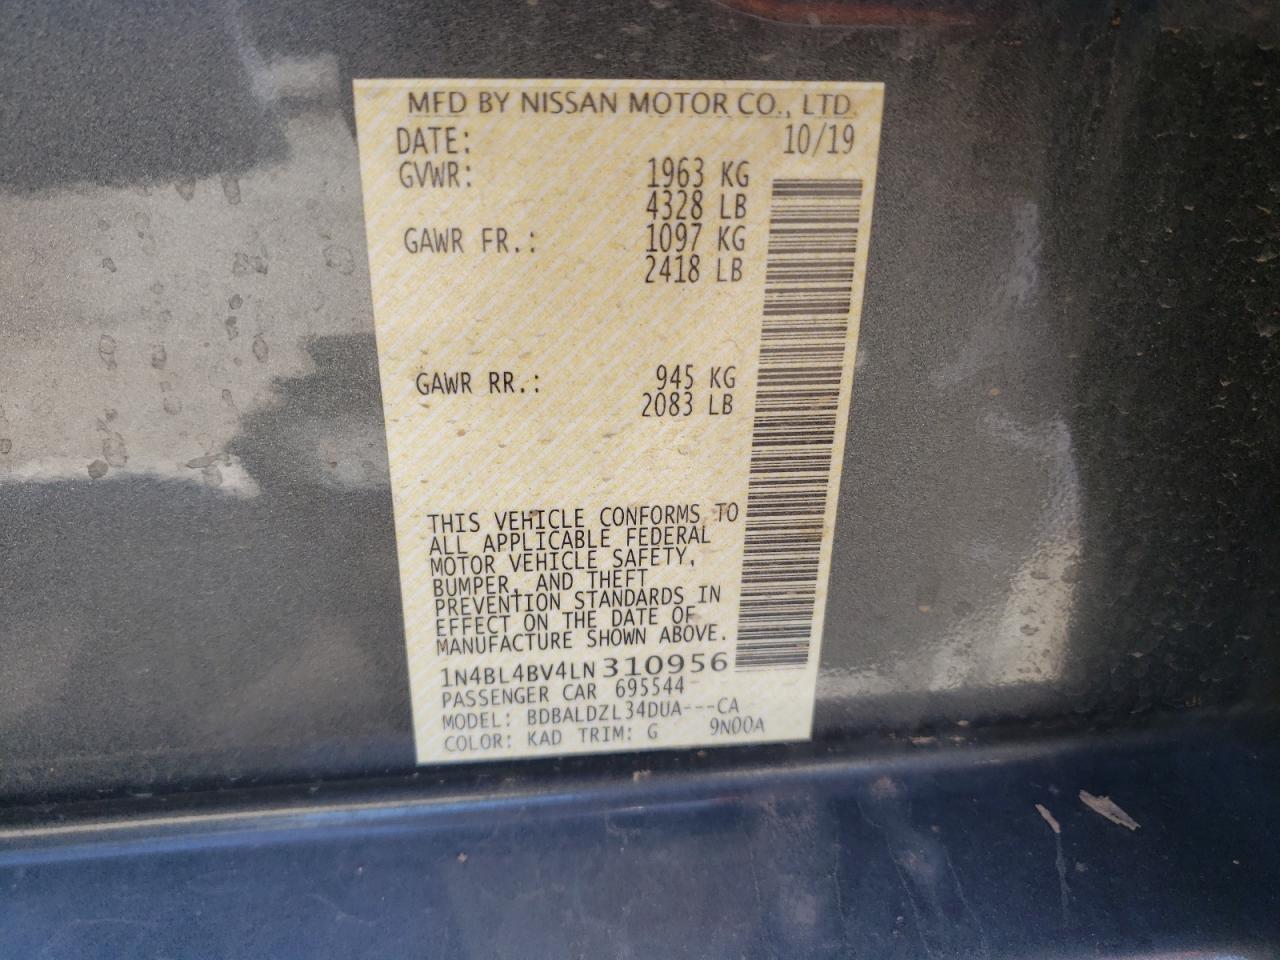 MFD BY NISSAN MOTOR CO., LTD.
DATE: 10/19
GVWR: 1963 KG
4328 LB
GAWR FR.: 1097 KG
2418 LB
GAWR RR.: 945 KG
2083 LB
THIS VEHICLE CONFORMS TO
ALL APPLICABLE FEDERAL
MOTOR VEHICLE SAFETY,
BUMPER, AND THEFT
PREVENTION STANDARDS IN
EFFECT ON THE DATE OF
MANUFACTURE SHOWN ABOVE.
1N4BL4BV4LN310956
PASSENGER CAR 695544
MODEL: BDBALDZL34DUA---CA
COLOR: KAD TRIM: G 9N00A